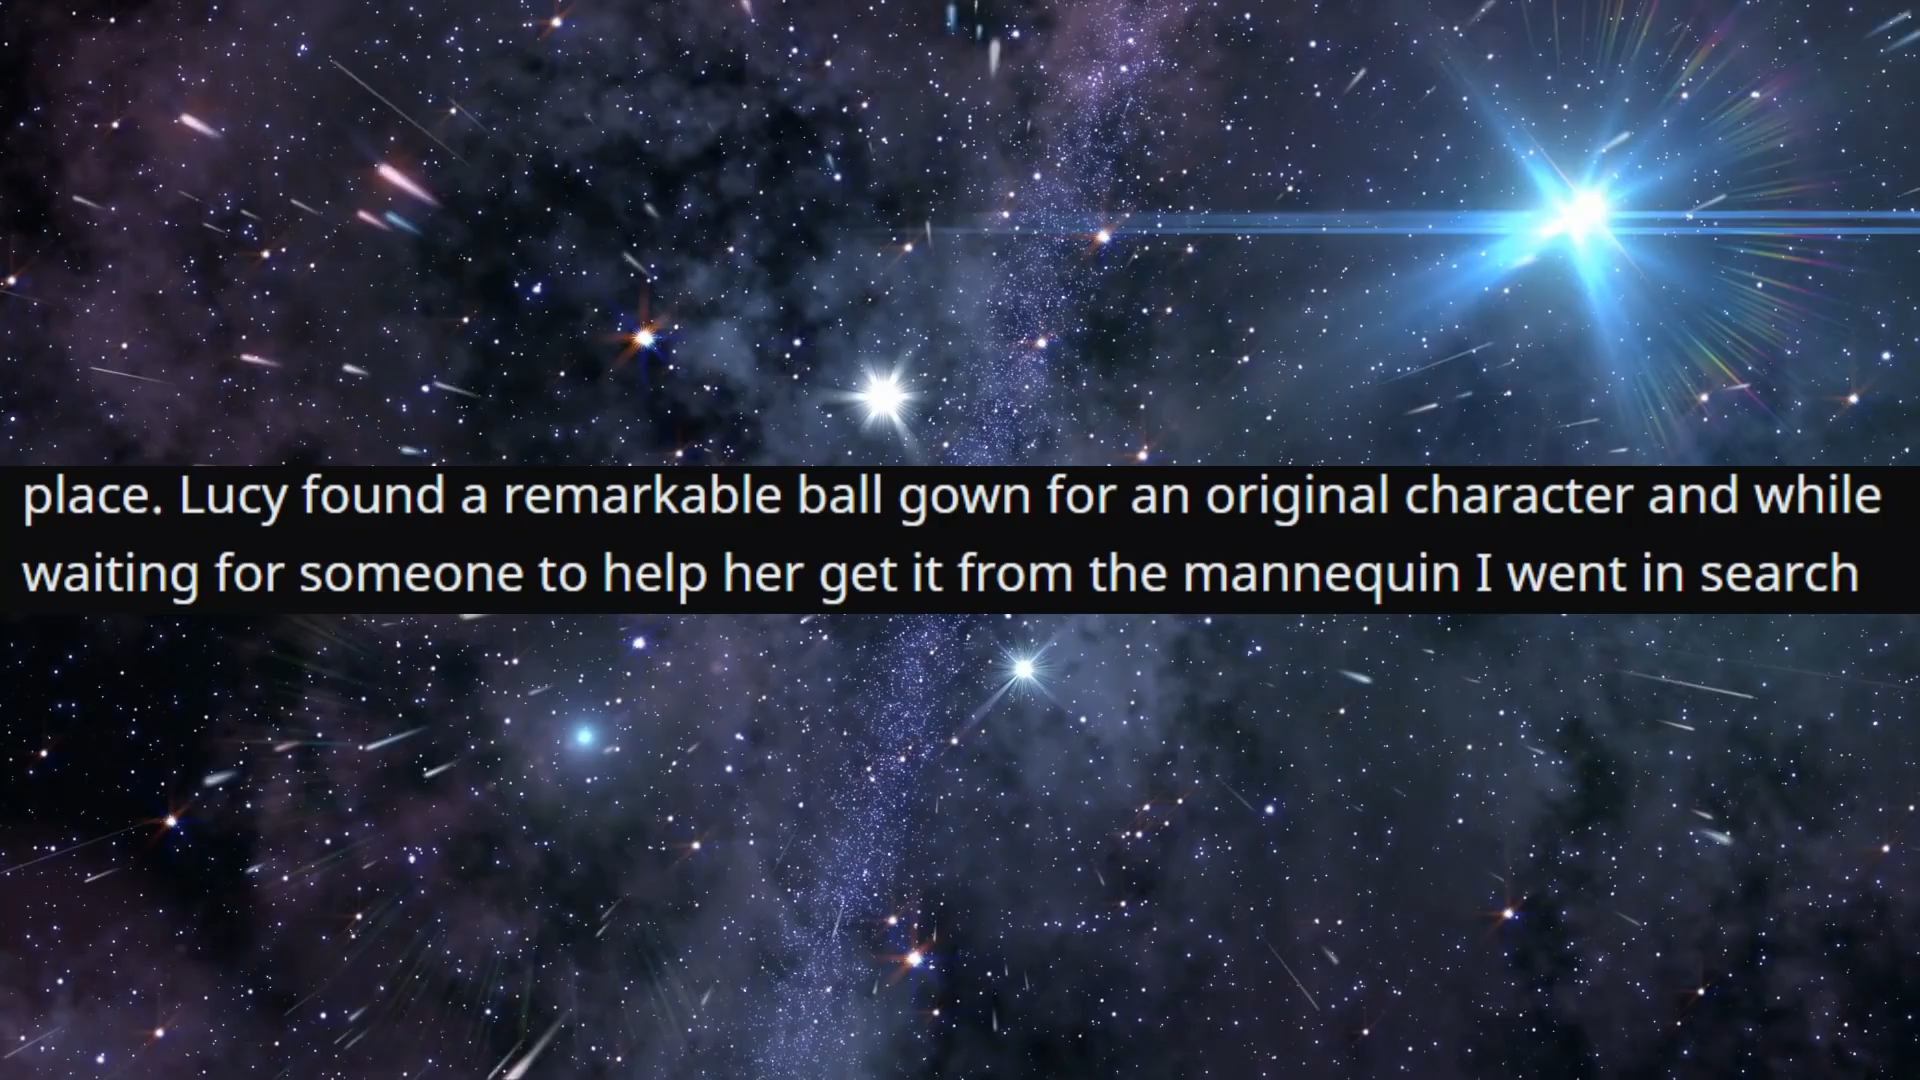 place. Lucy found a remarkable ball gown for an original character and while
waiting for someone to help her get it from the mannequin I went in search